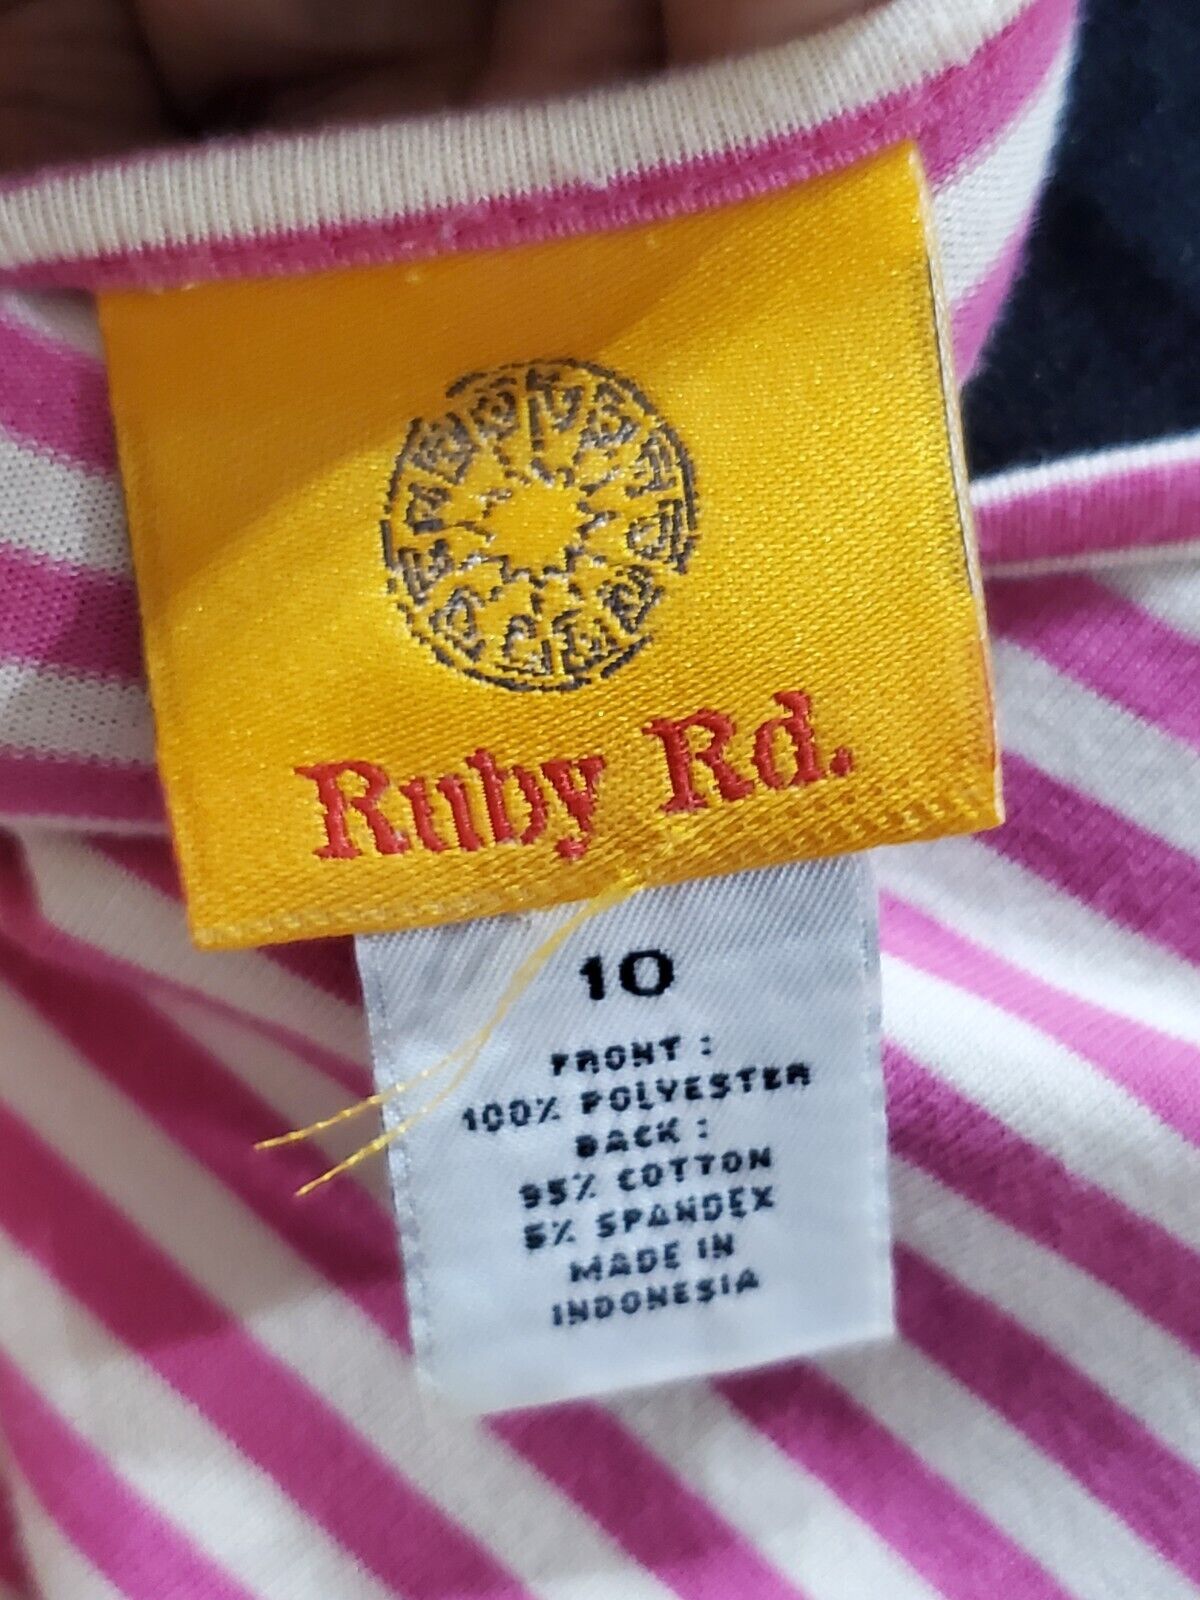 Ruby Rd.
10
FRONT :
100% POLYESTER
BACK :
95% COTTON
5% SPANDEX
MADE IN
INDONESIA